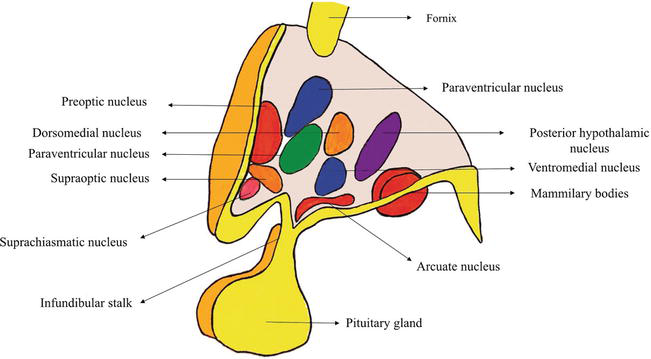 Fornix
Paraventricular nucleus
Preoptic nucleus
Dorsomedial nucleus
Posterior hypothalamic
nucleus
Paraventricular nucleus
Ventromedial nucleus
Supraoptic nucleus
Mammilary bodies
Suprachiasmatic nucleus
Arcuate nucleus
Infundibular stalk
Pituitary gland